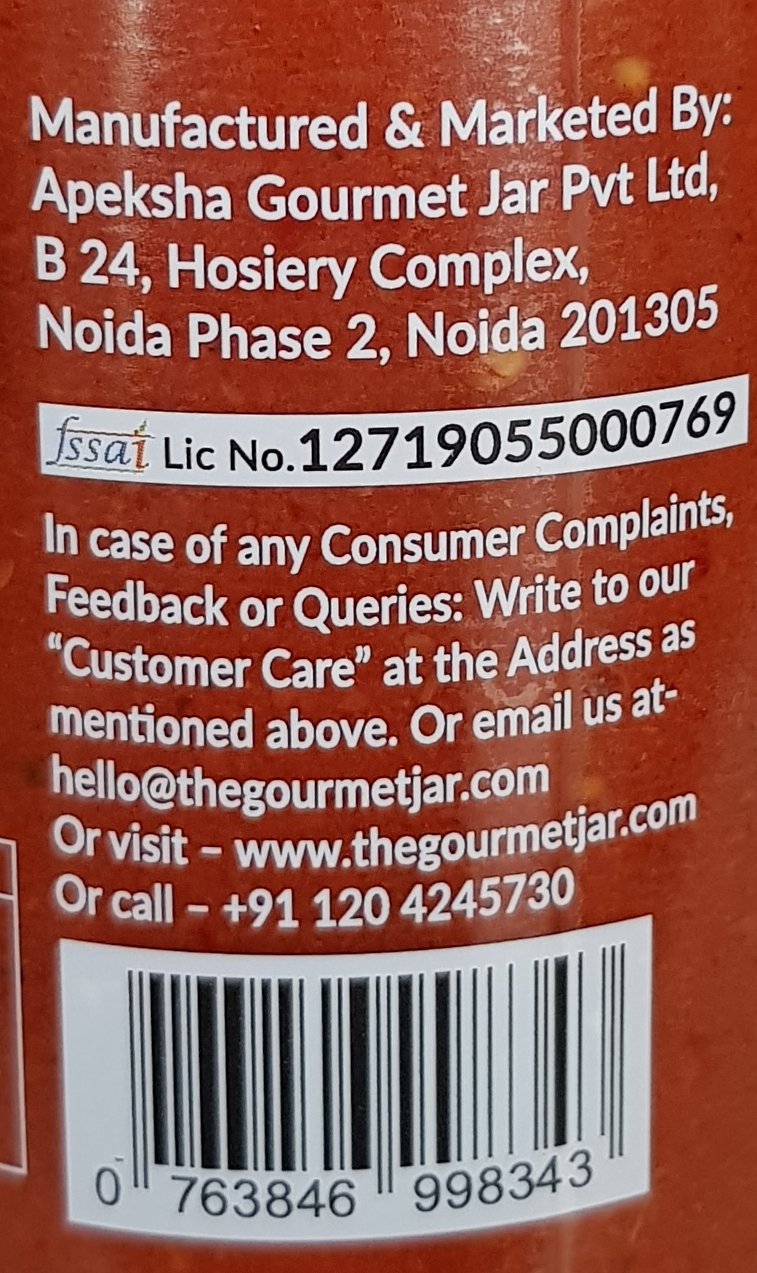 Manufactured & Marketed By:
Apeksha Gourmet Jar Pvt Ltd,
B 24, Hosiery Complex,
Noida Phase 2, Noida 201305
fssai Lic No.12719055000769
In case of any Consumer Complaints,
Feedback or Queries: Write to our
“Customer Care” at the Address as
mentioned above. Or email us at-
hello@thegourmetjar.com
Or visit – www.thegourmetjar.com
Or call – +91 120 4245730
0 763846 998343